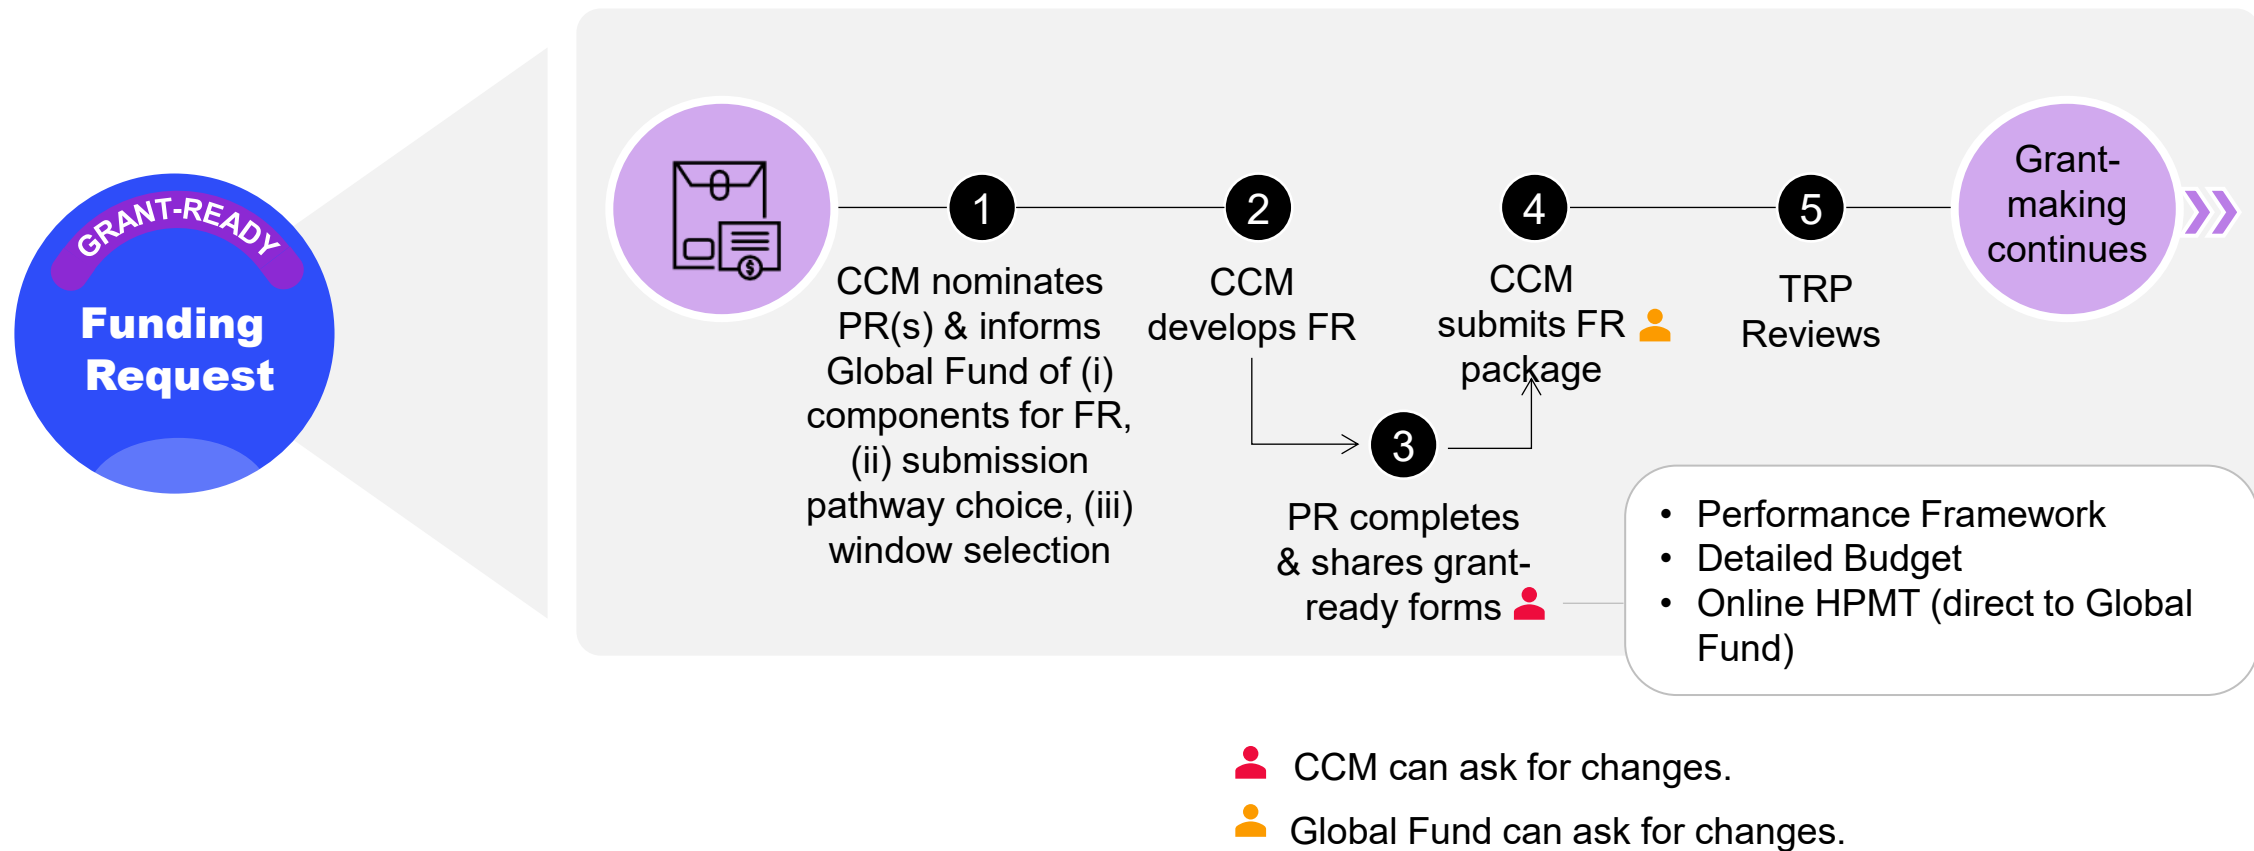 GRANT-READY
Funding
Request
1
CCM nominates
PR(s) & informs
Global Fund of (i)
components for FR,
(ii) submission
pathway choice, (iii)
window selection
2
CCM
develops FR
3
PR completes
& shares grant-
ready forms
• Performance Framework
• Detailed Budget
• Online HPMT (direct to Global
Fund)
4
CCM
submits FR
package
5
TRP
Reviews
Grant-
making
continues
CCM can ask for changes.
Global Fund can ask for changes.